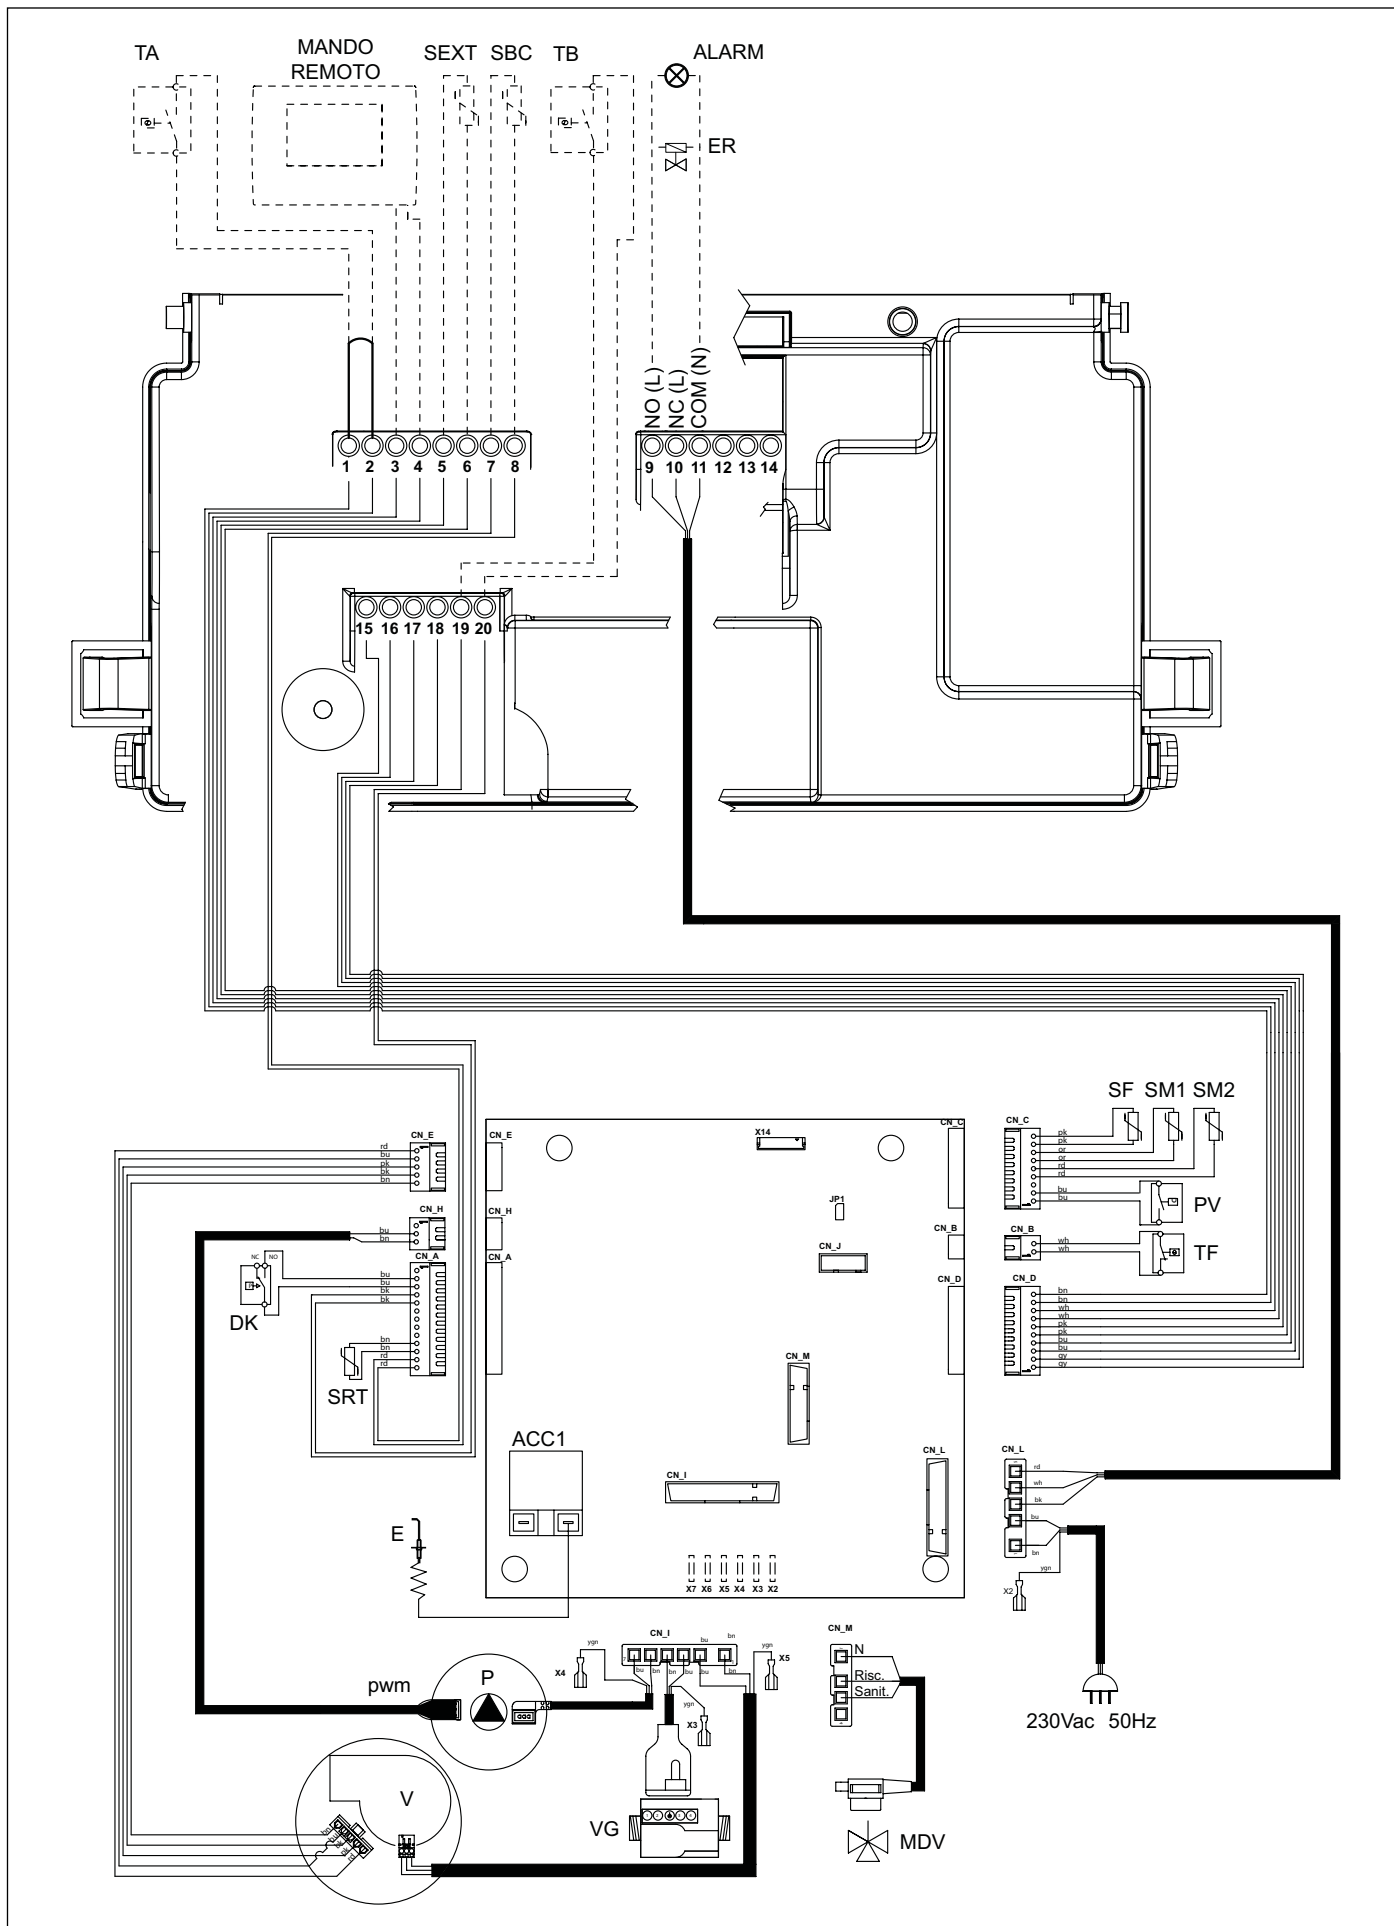 TA
MANDO
REMOTO
SEXT
SBC
TB
ALARM
ER
NO (L)
NC (L)
COM (N)
1 2 3 4 5 6 7 8
9 10 11 12 13 14
15 16 17 18 19 20
SF SM1 SM2
CN_E
rd
bu
pk
bk
bn
CN_E
X14
CN_C
CN_C
pk
pk
or
or
rd
rd
bu
bu
PV
CN_H
bu
bn
CN_H
JP1
CN_B
CN_B
wh
wh
TF
CN_A
NC NO
bu
bu
bk
bk
DK
bn
bn
rd
rd
SRT
CN_A
CN_J
CN_D
CN_D
bn
bn
wh
wh
pk
pk
bu
bu
gy
gy
CN_M
ACC1
CN_I
CN_L
CN_L
rd
wh
bk
bu
bn
ygn
X2
E
X7 X6 X5 X4 X3 X2
CN_I
ygn
X4
bu
bn
bn
bu
bu
bn
bu
bn
ygn
X5
ygn
X3
CN_M
N
Risc.
Sanit.
230Vac 50Hz
pwm
P
V
bn
bu
bk
pk
rd
VG
MDV